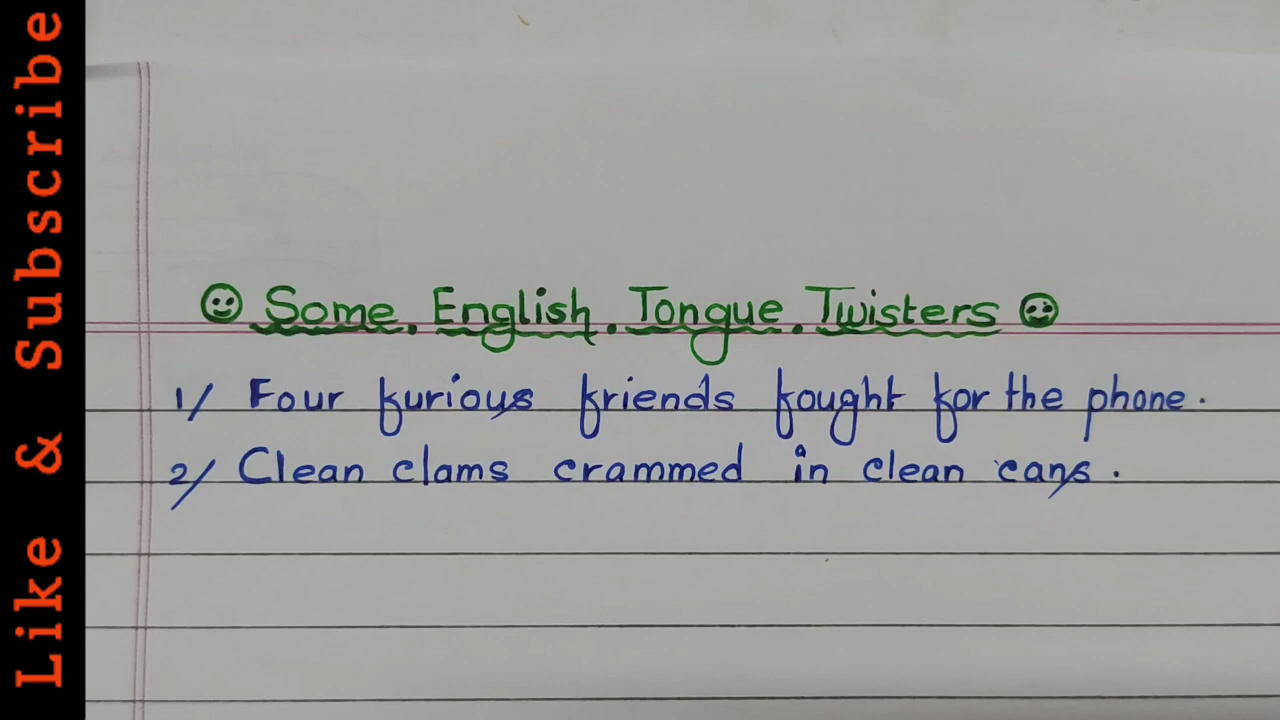 Like & Subscribe
Some English Tongue Twisters
1/ Four furious friends fought for the phone.
2/ Clean clams crammed in clean cans.